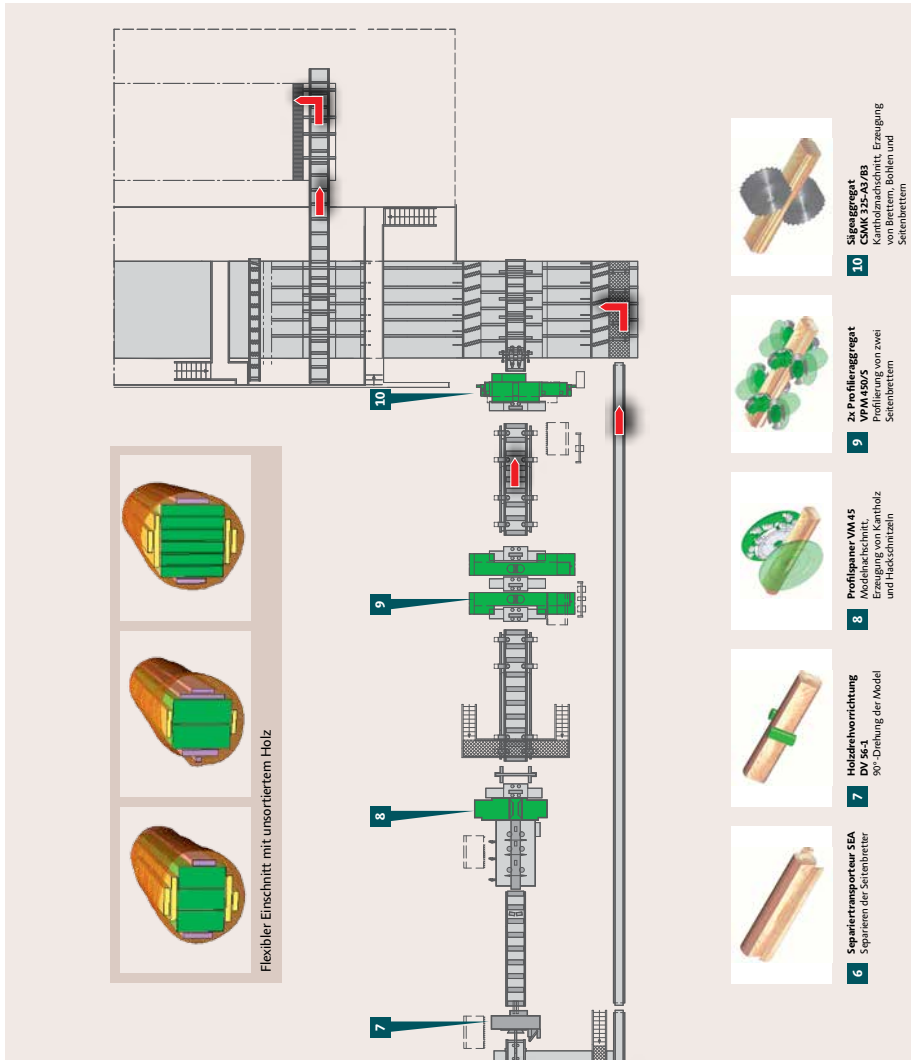 Flexibler Einschnitt mit unsortiertem Holz
7
8
9
10
6
Separiertransporteur SEA
Separieren der Seitenbretter
7
Holzdrehvorrichtung
DV 56-1
90°-Drehung der Model
8
Profilspaner VM 45
Modelnachschnitt,
Erzeugung von Kantholz
und Hackschnitzeln
9
2x Profilieraggregat
VPM 450/S
Profilierung von zwei
Seitenbrettern
10
Sägeaggregat
CSMK 325-A3/B3
Kantholznachschnitt, Erzeugung
von Brettern, Bohlen und
Seitenbrettern